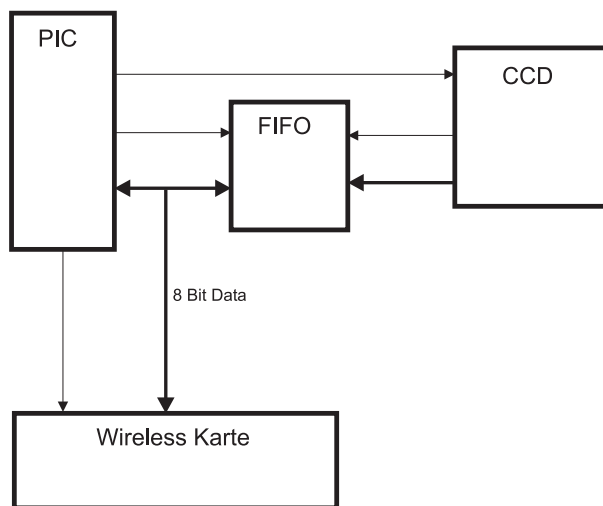 PIC
CCD
FIFO
8 Bit Data
Wireless Karte